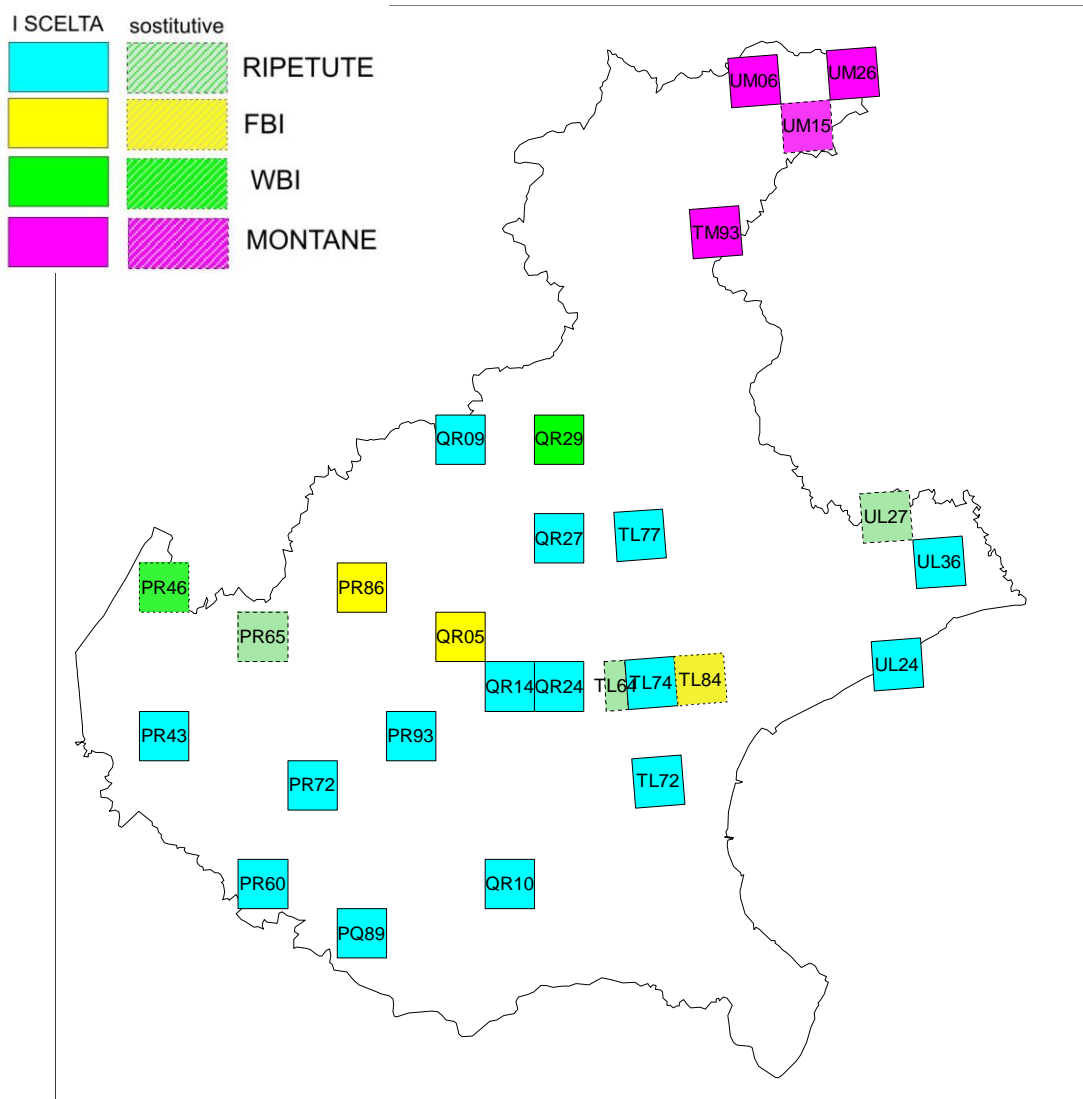 I SCELTA
sostitutive
RIPETUTE
FBI
WBI
MONTANE
UM06
UM26
UM15
TM93
QR09
QR29
UL27
QR27
TL77
UL36
PR46
PR86
PR65
QR05
UL24
QR14
QR24
TL64
TL74
TL84
PR43
PR93
PR72
TL72
PR60
QR10
PQ89